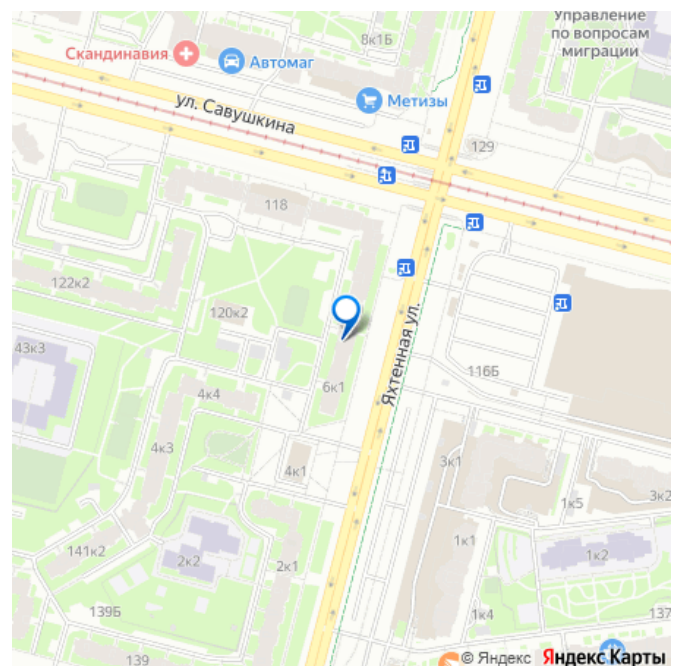 Управление
по вопросам
миграции
8к1Б
Скандинавия
Автомаг
Метизы
ул. Савушкина
129
118
122к2
120к2
Яхтенная ул.
43к3
116Б
6к1
4к4
4к3
4к1
3к1
3к2
1к5
141к2
2к2
2к1
1к1
1к2
139Б
1к4
137
139
© Яндекс Яндекс Карты